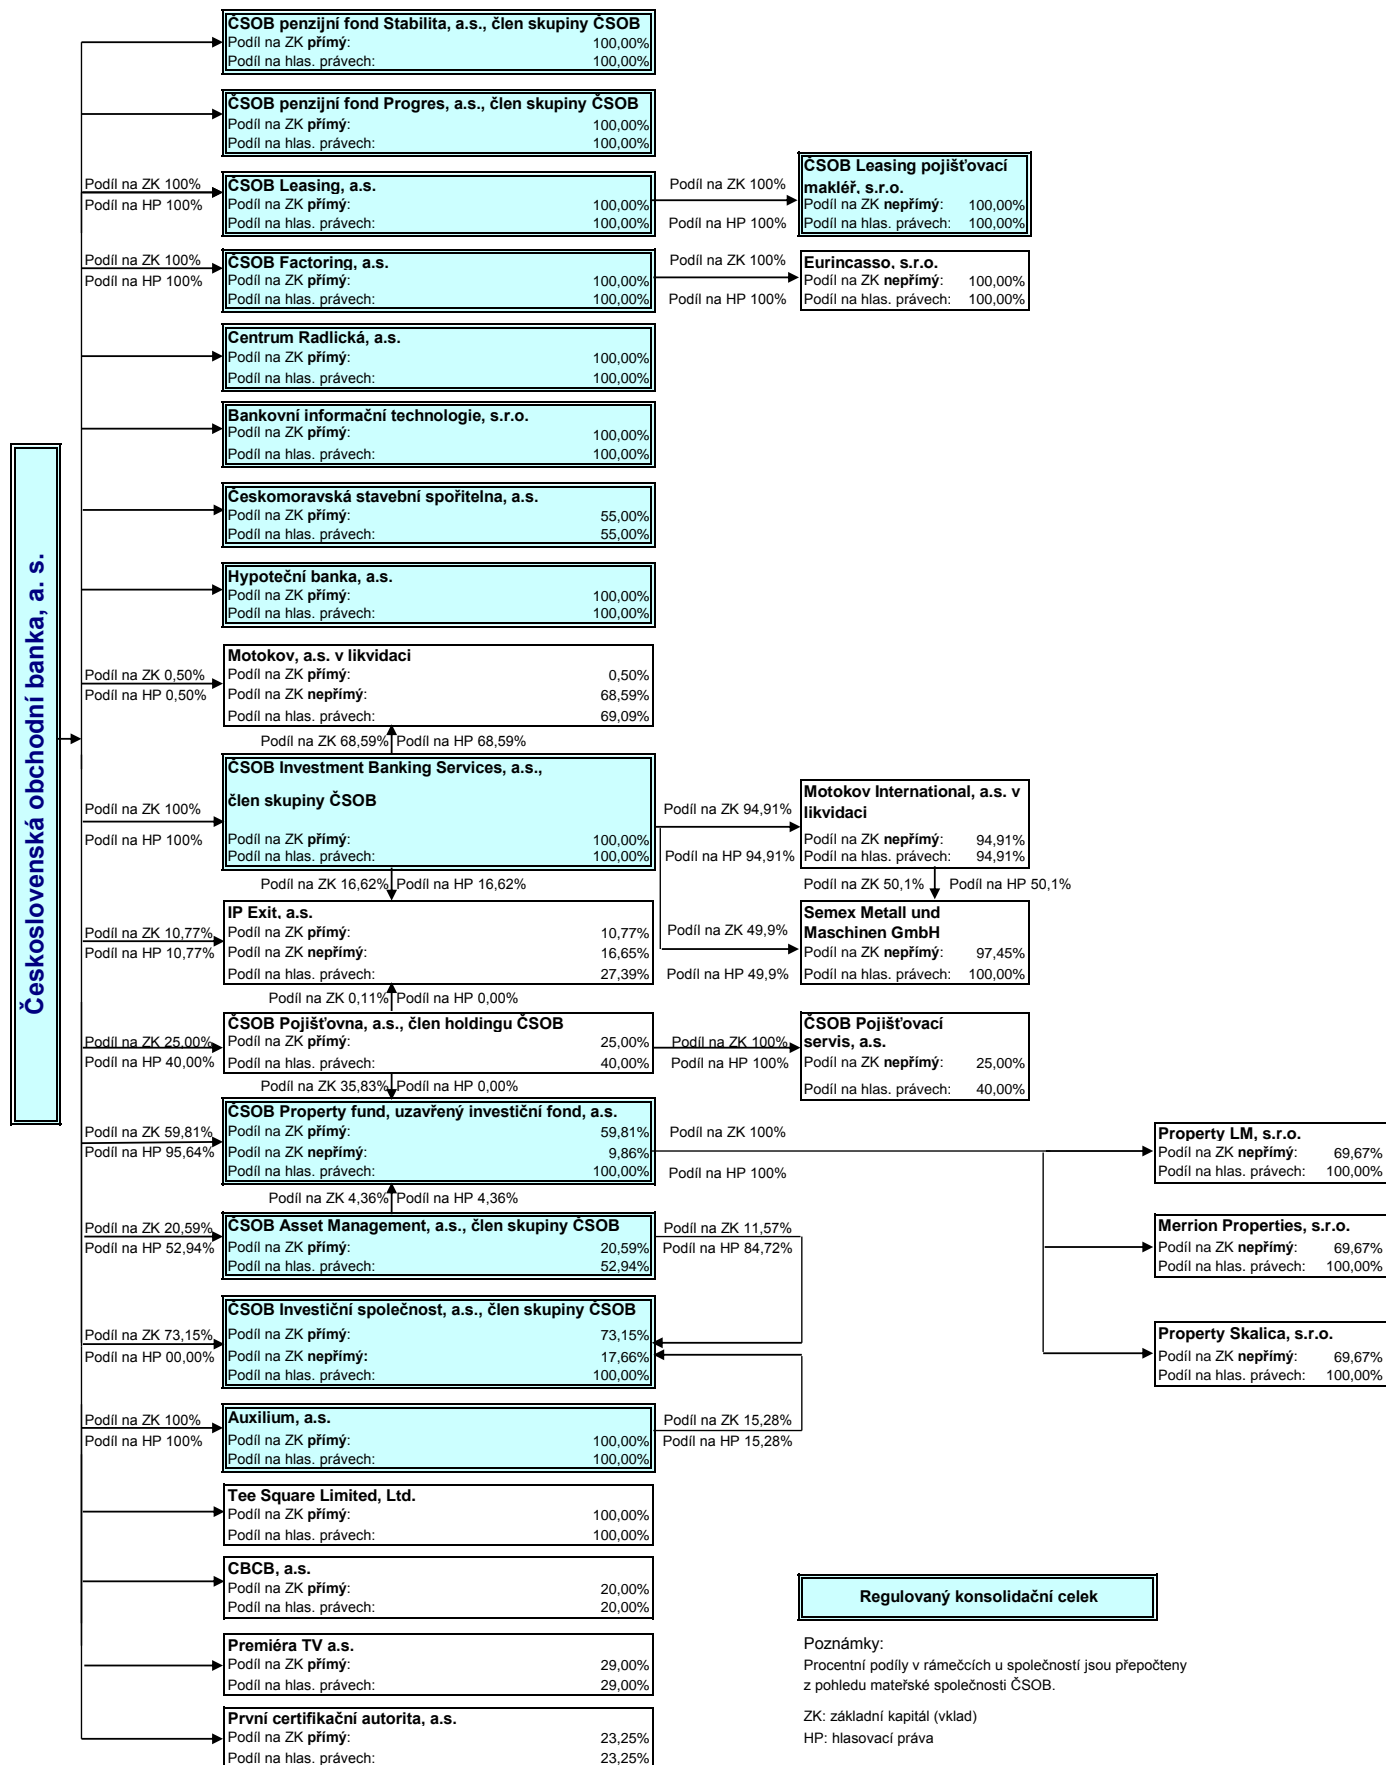 Československá obchodní banka, a. s.
ČSOB penzijní fond Stabilita, a.s., člen skupiny ČSOB
Podíl na ZK přímý: 100,00%
Podíl na hlas. právech: 100,00%
ČSOB penzijní fond Progres, a.s., člen skupiny ČSOB
Podíl na ZK přímý: 100,00%
Podíl na hlas. právech: 100,00%
Podíl na ZK 100%
Podíl na HP 100%
ČSOB Leasing, a.s.
Podíl na ZK přímý: 100,00%
Podíl na hlas. právech: 100,00%
Podíl na ZK 100%
Podíl na HP 100%
ČSOB Leasing pojišťovací
makléř, s.r.o.
Podíl na ZK nepřímý: 100,00%
Podíl na hlas. právech: 100,00%
Podíl na ZK 100%
Podíl na HP 100%
ČSOB Factoring, a.s.
Podíl na ZK přímý: 100,00%
Podíl na hlas. právech: 100,00%
Podíl na ZK 100%
Podíl na HP 100%
Eurincasso, s.r.o.
Podíl na ZK nepřímý: 100,00%
Podíl na hlas. právech: 100,00%
Centrum Radlická, a.s.
Podíl na ZK přímý: 100,00%
Podíl na hlas. právech: 100,00%
Bankovní informační technologie, s.r.o.
Podíl na ZK přímý: 100,00%
Podíl na hlas. právech: 100,00%
Českomoravská stavební spořitelna, a.s.
Podíl na ZK přímý: 55,00%
Podíl na hlas. právech: 55,00%
Hypoteční banka, a.s.
Podíl na ZK přímý: 100,00%
Podíl na hlas. právech: 100,00%
Podíl na ZK 0,50%
Podíl na HP 0,50%
Motokov, a.s. v likvidaci
Podíl na ZK přímý: 0,50%
Podíl na ZK nepřímý: 68,59%
Podíl na hlas. právech: 69,09%
Podíl na ZK 68,59% Podíl na HP 68,59%
Podíl na ZK 100%
Podíl na HP 100%
ČSOB Investment Banking Services, a.s.,
člen skupiny ČSOB
Podíl na ZK přímý: 100,00%
Podíl na hlas. právech: 100,00%
Podíl na ZK 94,91%
Podíl na HP 94,91%
Motokov International, a.s. v
likvidaci
Podíl na ZK nepřímý: 94,91%
Podíl na hlas. právech: 94,91%
Podíl na ZK 16,62% Podíl na HP 16,62%
Podíl na ZK 50,1% Podíl na HP 50,1%
Podíl na ZK 10,77%
Podíl na HP 10,77%
IP Exit, a.s.
Podíl na ZK přímý: 10,77%
Podíl na ZK nepřímý: 16,65%
Podíl na hlas. právech: 27,39%
Podíl na ZK 49,9%
Podíl na HP 49,9%
Semex Metall und
Maschinen GmbH
Podíl na ZK nepřímý: 97,45%
Podíl na hlas. právech: 100,00%
Podíl na ZK 0,11% Podíl na HP 0,00%
Podíl na ZK 25,00%
Podíl na HP 40,00%
ČSOB Pojišťovna, a.s., člen holdingu ČSOB
Podíl na ZK přímý: 25,00%
Podíl na hlas. právech: 40,00%
Podíl na ZK 100%
Podíl na HP 100%
ČSOB Pojišťovací
servis, a.s.
Podíl na ZK nepřímý: 25,00%
Podíl na hlas. právech: 40,00%
Podíl na ZK 35,83% Podíl na HP 0,00%
Podíl na ZK 59,81%
Podíl na HP 95,64%
ČSOB Property fund, uzavřený investiční fond, a.s.
Podíl na ZK přímý: 59,81%
Podíl na ZK nepřímý: 9,86%
Podíl na hlas. právech: 100,00%
Podíl na ZK 100%
Podíl na HP 100%
Property LM, s.r.o.
Podíl na ZK nepřímý: 69,67%
Podíl na hlas. právech: 100,00%
Podíl na ZK 4,36% Podíl na HP 4,36%
Podíl na ZK 20,59%
Podíl na HP 52,94%
ČSOB Asset Management, a.s., člen skupiny ČSOB
Podíl na ZK přímý: 20,59%
Podíl na hlas. právech: 52,94%
Podíl na ZK 11,57%
Podíl na HP 84,72%
Merrion Properties, s.r.o.
Podíl na ZK nepřímý: 69,67%
Podíl na hlas. právech: 100,00%
Podíl na ZK 73,15%
Podíl na HP 00,00%
ČSOB Investiční společnost, a.s., člen skupiny ČSOB
Podíl na ZK přímý: 73,15%
Podíl na ZK nepřímý: 17,66%
Podíl na hlas. právech: 100,00%
Property Skalica, s.r.o.
Podíl na ZK nepřímý: 69,67%
Podíl na hlas. právech: 100,00%
Podíl na ZK 100%
Podíl na HP 100%
Auxilium, a.s.
Podíl na ZK přímý: 100,00%
Podíl na hlas. právech: 100,00%
Podíl na ZK 15,28%
Podíl na HP 15,28%
Tee Square Limited, Ltd.
Podíl na ZK přímý: 100,00%
Podíl na hlas. právech: 100,00%
CBCB, a.s.
Podíl na ZK přímý: 20,00%
Podíl na hlas. právech: 20,00%
Premiéra TV a.s.
Podíl na ZK přímý: 29,00%
Podíl na hlas. právech: 29,00%
První certifikační autorita, a.s.
Podíl na ZK přímý: 23,25%
Podíl na hlas. právech: 23,25%
Regulovaný konsolidační celek
Poznámky:
Procentní podíly v rámečcích u společností jsou přepočteny
z pohledu mateřské společnosti ČSOB.
ZK: základní kapitál (vklad)
HP: hlasovací práva